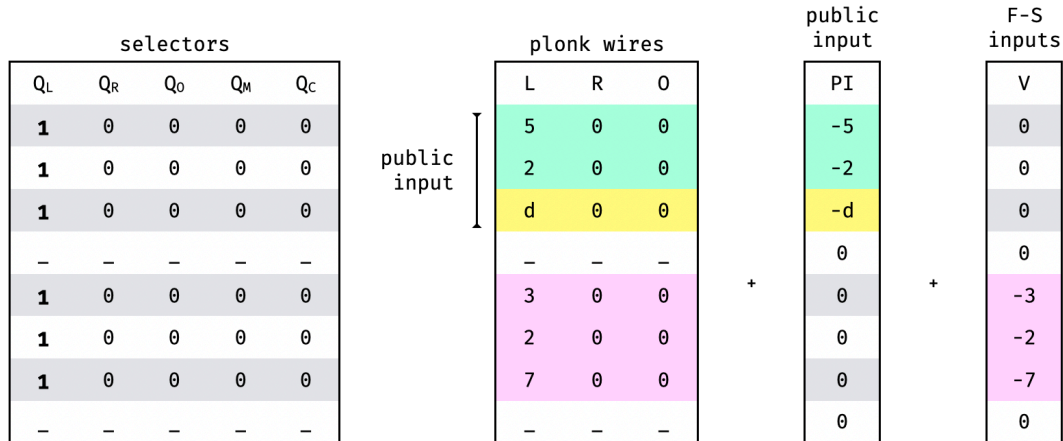 selectors
plonk wires
public
input
F-S
inputs
QL QR QO QM QC
L R O
PI
V
1 0 0 0 0
5 0 0
-5
0
public
input
1 0 0 0 0
2 0 0
-2
0
1 0 0 0 0
d 0 0
-d
0
_ _ _ _ _
_ _ _
0
0
1 0 0 0 0
3 0 0
+
0
+
-3
1 0 0 0 0
2 0 0
0
-2
1 0 0 0 0
7 0 0
0
-7
_ _ _ _ _
_ _ _
0
0